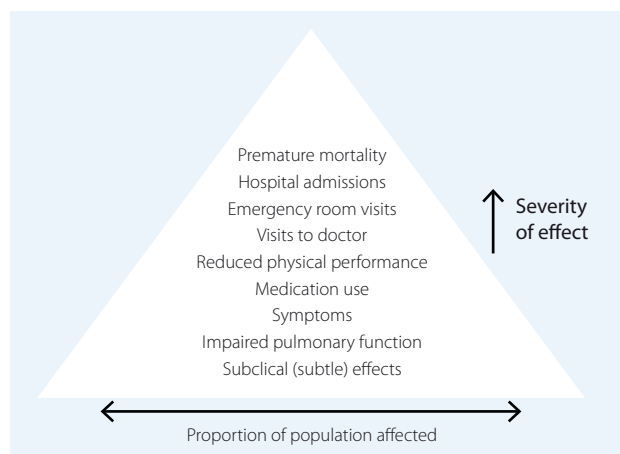 Premature mortality
Hospital admissions
Emergency room visits
Visits to doctor
Reduced physical performance
Medication use
Symptoms
Impaired pulmonary function
Subclical (subtle) effects
Severity
of effect
Proportion of population affected